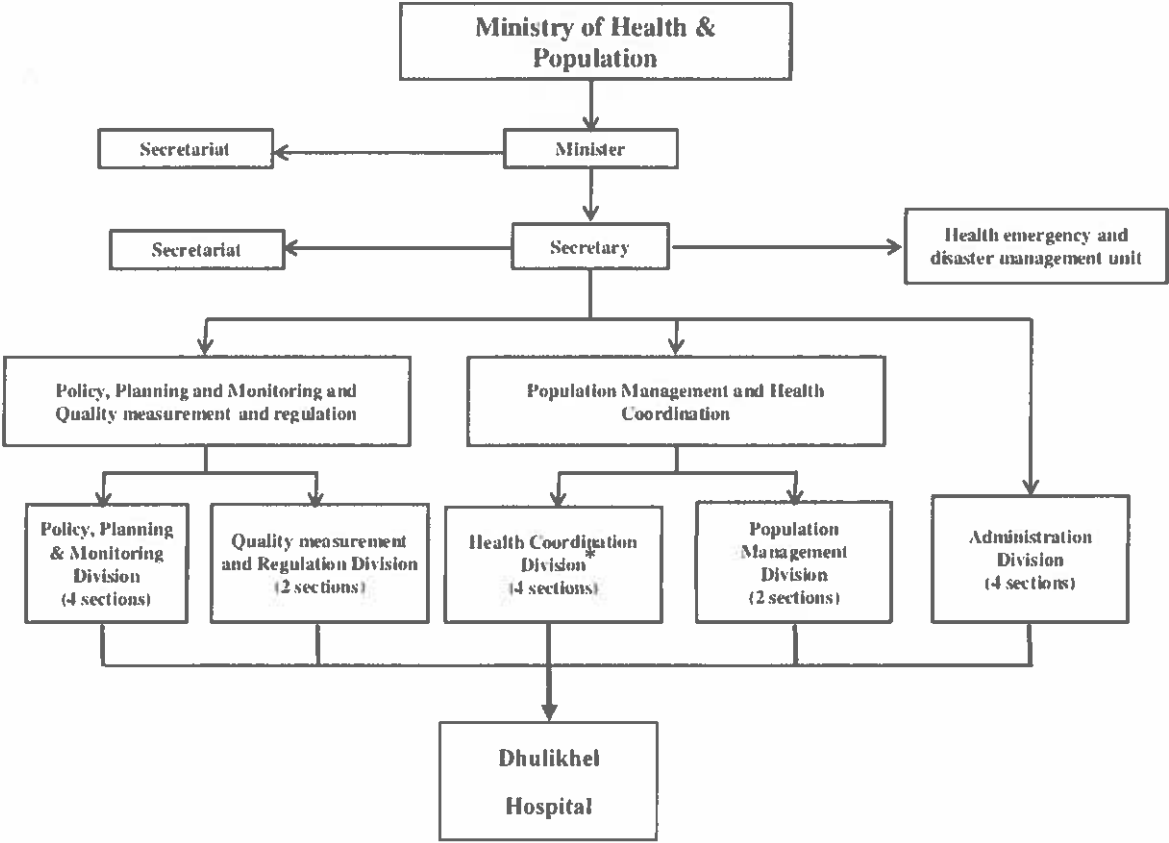 Ministry of Health &
Population
Secretariat
Minister
Secretariat
Secretary
Health emergency and
disaster management unit
Policy, Planning and Monitoring and
Quality measurement and regulation
Population Management and Health
Coordination
Policy, Planning
& Monitoring
Division
(4 sections)
Quality measurement
and Regulation Division
(2 sections)
Health Coordination
Division*
(4 sections)
Population
Management
Division
(2 sections)
Administration
Division
(4 sections)
Dhulikhel
Hospital